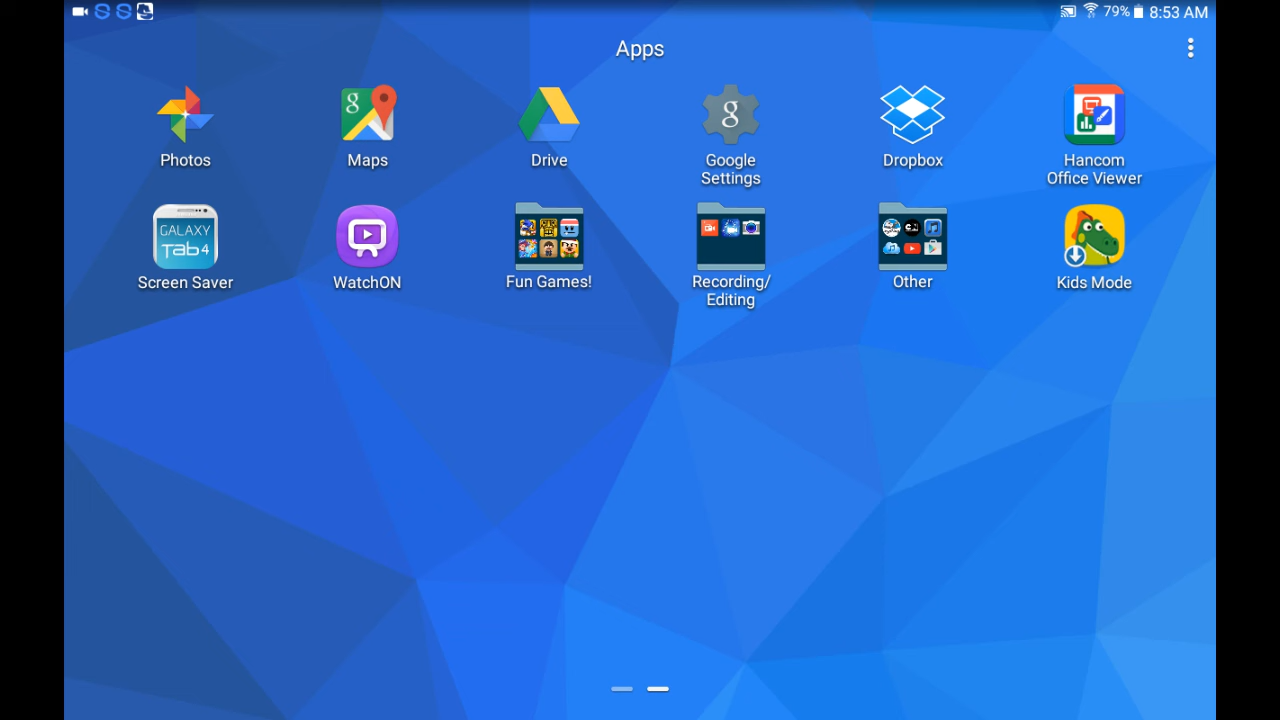 79% 8:53 AM
Apps
Photos
Maps
Drive
Google
Settings
Dropbox
Hancom
Office Viewer
GALAXY
Tab4
Screen Saver
WatchON
Fun Games!
Recording/
Editing
Other
Kids Mode